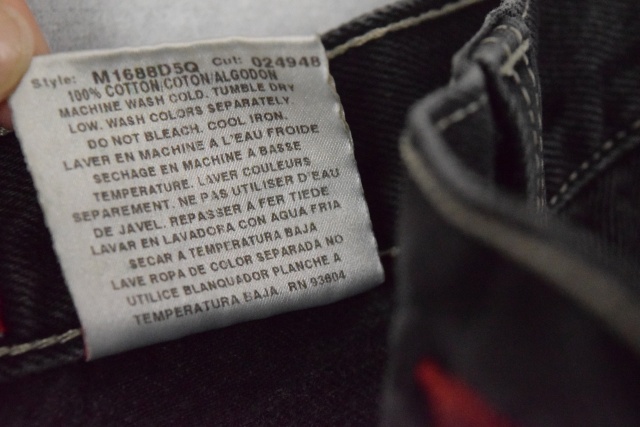 Style: M1688D5Q Cut: 024948
100% COTTON/COTON/ALGODON
MACHINE WASH COLD. TUMBLE DRY
LOW. WASH COLORS SEPARATELY.
DO NOT BLEACH. COOL IRON.
LAVER EN MACHINE A L'EAU FROIDE
SECHAGE EN MACHINE A BASSE
TEMPERATURE. LAVER COULEURS
SEPAREMENT. NE PAS UTILISER D'EAU
DE JAVEL. REPASSER A FER TIEDE
LAVAR EN LAVADORA CON AGUA FRIA
SECAR A TEMPERATURA BAJA
LAVE ROPA DE COLOR SEPARADA NO
UTILICE BLANQUADOR PLANCHE A
TEMPERATURA BAJA. RN 93604